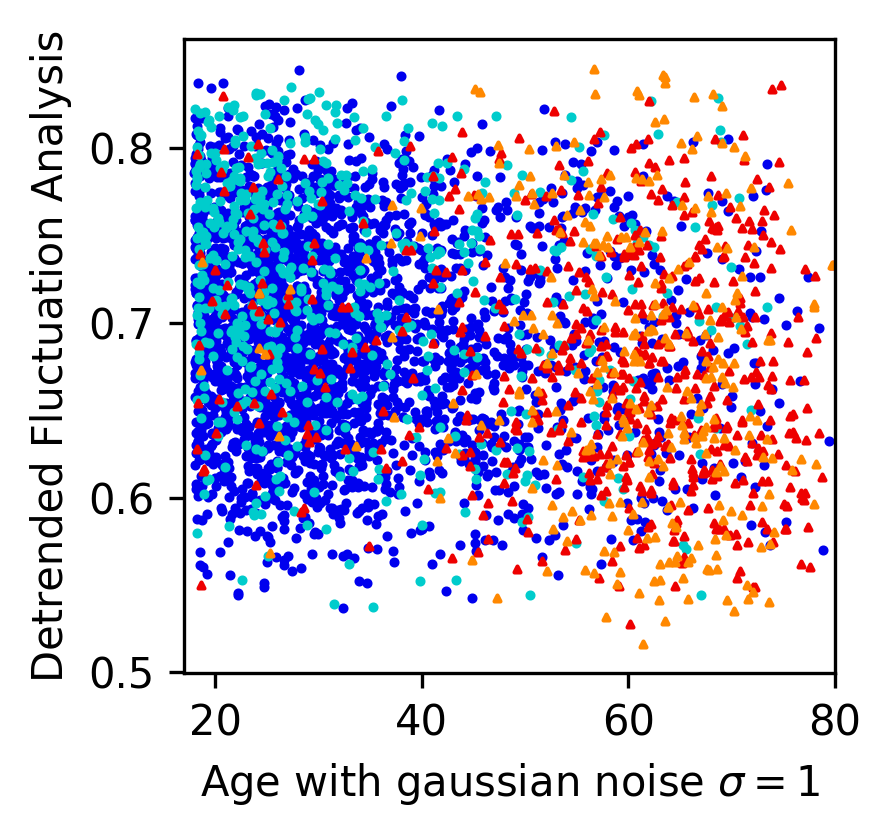 Detrended Fluctuation Analysis
0.8
0.7
0.6
0.5
20 40 60 80
Age with gaussian noise σ = 1